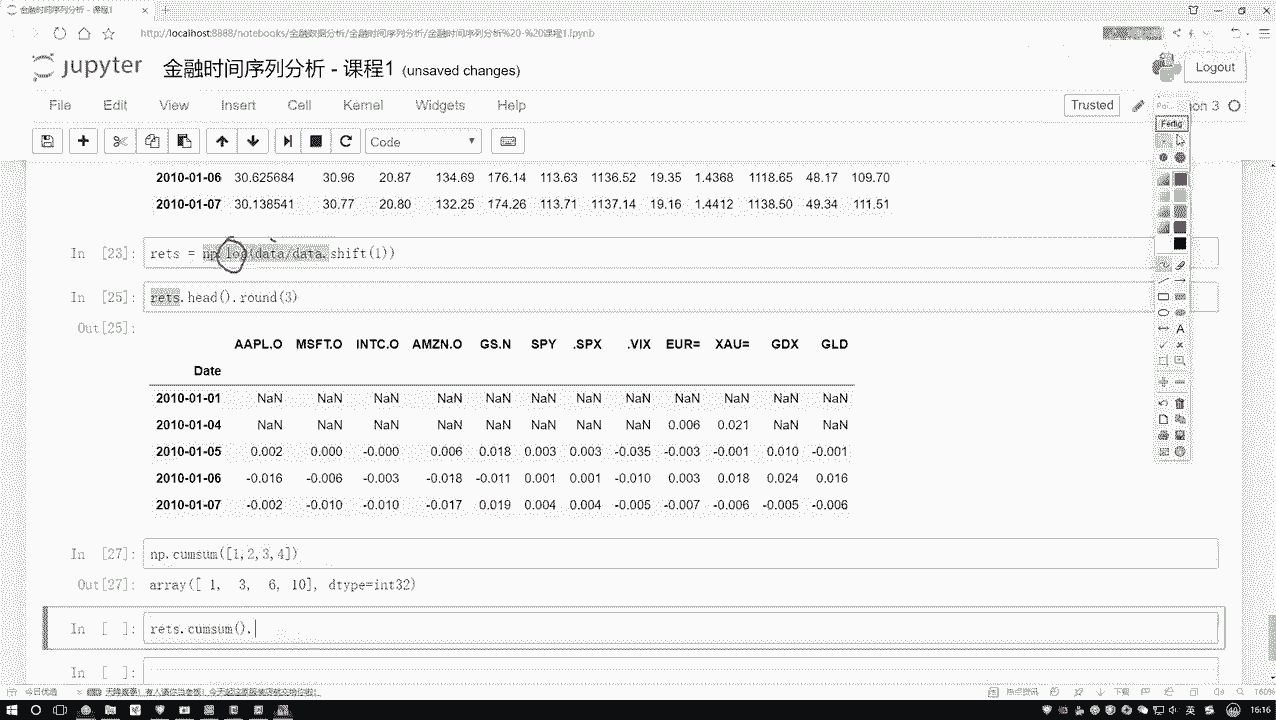 金融时间序列分析 - 课程1
http://localhost:8888/notebooks/金融数据分析/金融时间序列分析/金融时间序列分析%20-%20课程1.ipynb
jupyter 金融时间序列分析 - 课程1 (unsaved changes)
Logout
File Edit View Insert Cell Kernel Widgets Help
Trusted
on 3
Fertig
Code
2010-01-06 30.625684 30.96 20.87 134.69 176.14 113.63 1136.52 19.35 1.4368 1118.65 48.17 109.70
2010-01-07 30.138541 30.77 20.80 132.25 174.26 113.71 1137.14 19.16 1.4412 1138.50 49.34 111.51
In [23]: rets = np.log(data/data.shift(1))
In [25]: rets.head().round(3)
Out[25]:
AAPL.O MSFT.O INTC.O AMZN.O GS.N SPY .SPX .VIX EUR= XAU= GDX GLD
Date
2010-01-01 NaN NaN NaN NaN NaN NaN NaN NaN NaN NaN NaN NaN
2010-01-04 NaN NaN NaN NaN NaN NaN NaN NaN 0.006 0.021 NaN NaN
2010-01-05 0.002 0.000 -0.000 0.006 0.018 0.003 0.003 -0.035 -0.003 -0.001 0.010 -0.001
2010-01-06 -0.016 -0.006 -0.003 -0.018 -0.011 0.001 0.001 -0.010 0.003 0.018 0.024 0.016
2010-01-07 -0.002 -0.010 -0.010 -0.017 0.019 0.004 0.004 -0.005 -0.007 -0.006 -0.005 -0.006
In [27]: np.cumsum([1,2,3,4])
Out[27]: array([ 1, 3, 6, 10], dtype=int32)
In [ ]: rets.cumsum().
In [ ]:
今日优选
热点资讯
下载
160%
英
16:16